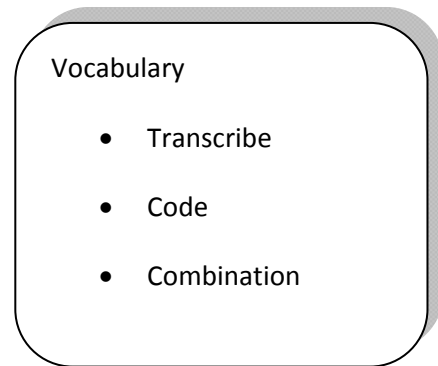 Vocabulary
• Transcribe
• Code
• Combination